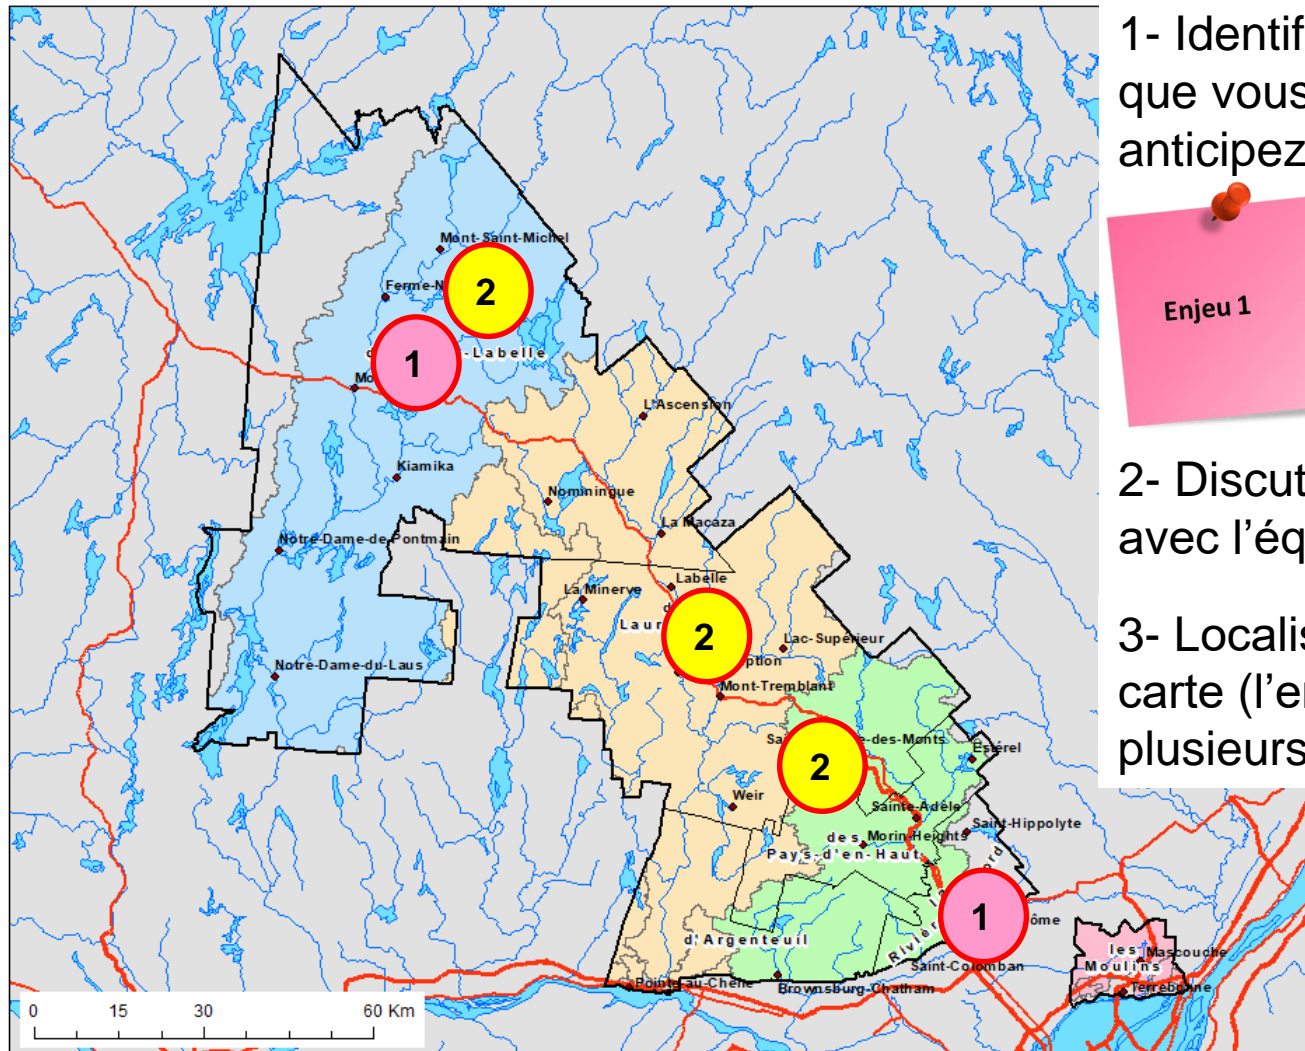 1- Identif
que vous
anticipez
Enjeu 1
2- Discut
avec l'éq
3- Localis
carte (l'er
plusieurs
Mont-Saint-Michel
Ferme-N
2
1
-Labelle
Mo
L'Ascension
Kiamika
Nominingue
La Macaza
Notre-Dame-de-Pontmain
Labelle
La Minerve
d
Laur
2
Lac-Supérieur
ption
Notre-Dame-du-Laus
Mont-Tremblant
Sa
e-des-Monts
2
Estérel
Weir
Sainte-Adèle
Saint-Hippolyte
des
Morin-Heights
Pays-d'en-Haut
1
ôme
d'Argenteuil
Rivièr
ord
les
Mascouche
Moulins
Saint-Colomban
Pointe-au-Chêne
Brownsburg-Chatham
Terrebonne
0 15 30 60 Km